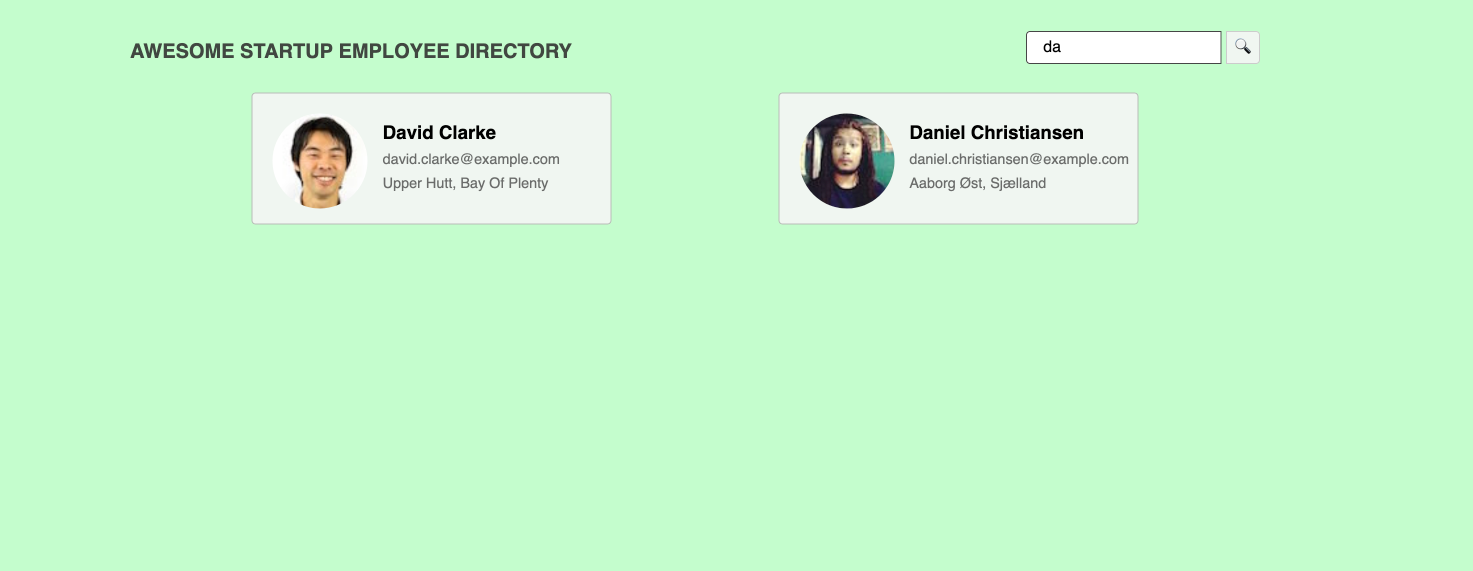 AWESOME STARTUP EMPLOYEE DIRECTORY
da
David Clarke
david.clarke@example.com
Upper Hutt, Bay Of Plenty
Daniel Christiansen
daniel.christiansen@example.com
Aaborg Øst, Sjælland